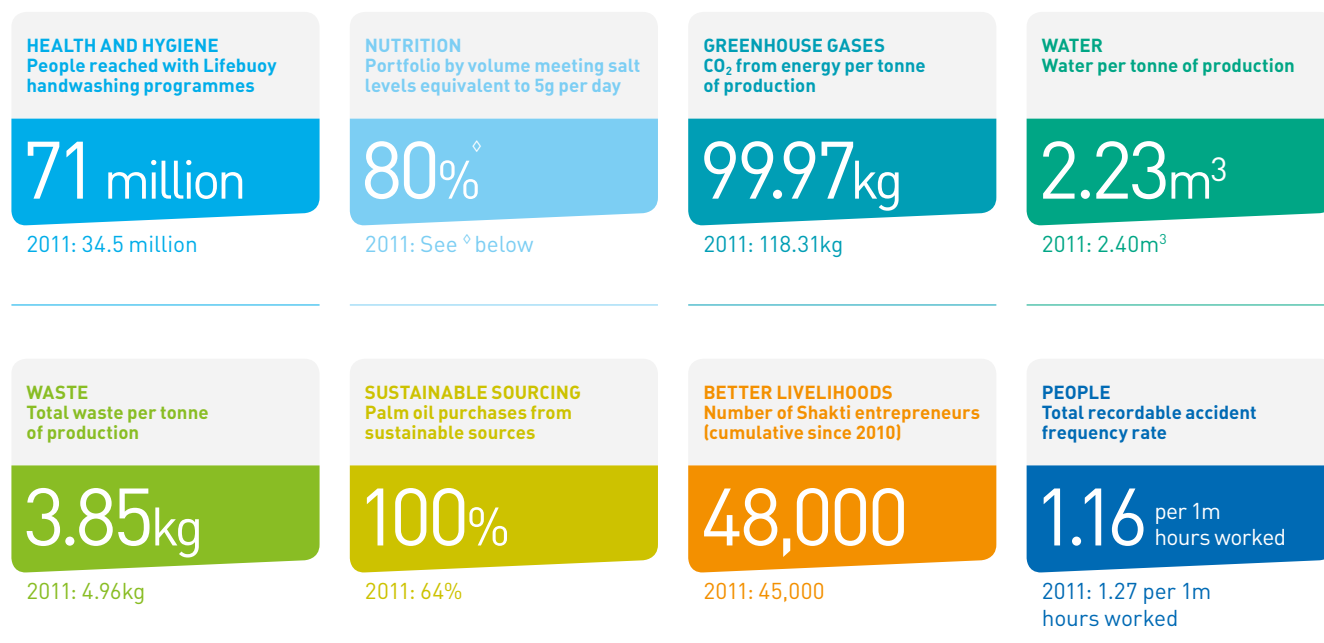 HEALTH AND HYGIENE
People reached with Lifebuoy
handwashing programmes
71 million
2011: 34.5 million
NUTRITION
Portfolio by volume meeting salt
levels equivalent to 5g per day
80%◊
2011: See ◊ below
GREENHOUSE GASES
CO₂ from energy per tonne
of production
99.97kg
2011: 118.31kg
WATER
Water per tonne of production
2.23m³
2011: 2.40m³
WASTE
Total waste per tonne
of production
3.85kg
2011: 4.96kg
SUSTAINABLE SOURCING
Palm oil purchases from
sustainable sources
100%
2011: 64%
BETTER LIVELIHOODS
Number of Shakti entrepreneurs
(cumulative since 2010)
48,000
2011: 45,000
PEOPLE
Total recordable accident
frequency rate
1.16 per 1m
hours worked
2011: 1.27 per 1m
hours worked